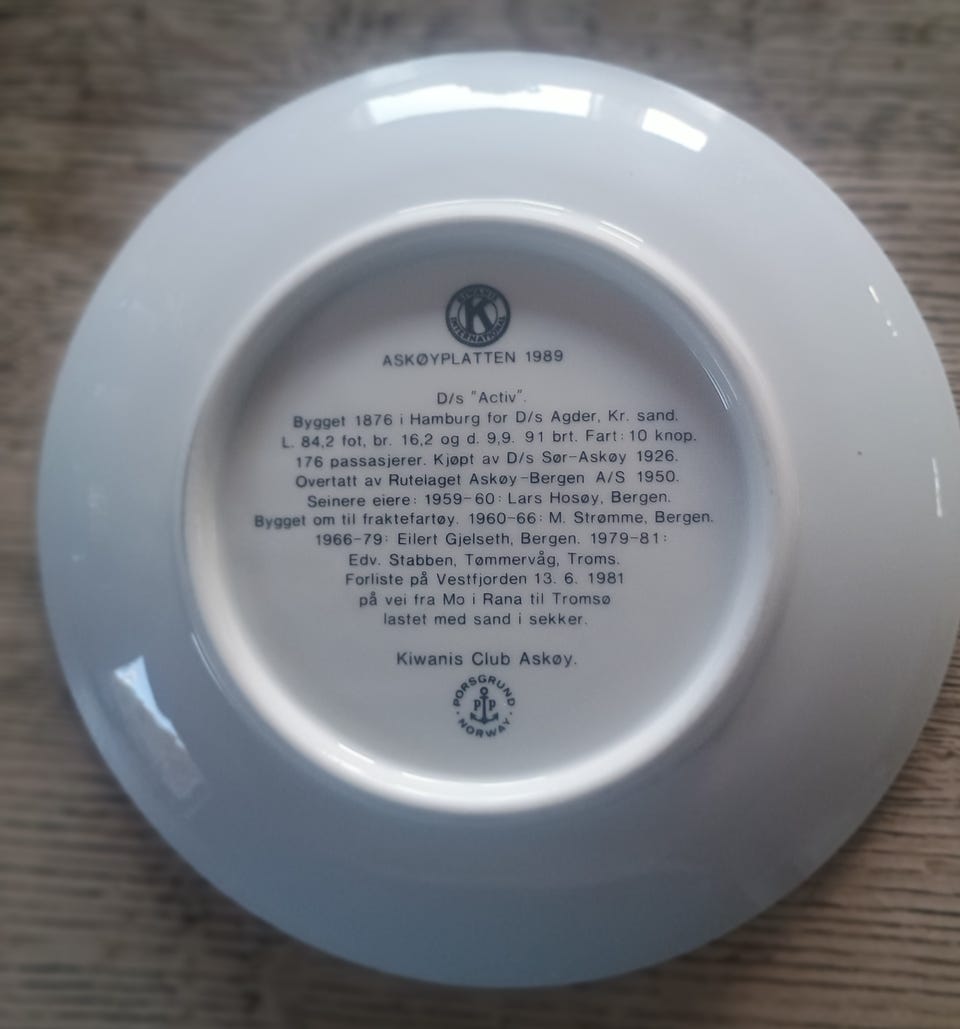 KIWANIS
K
INTERNATIONAL
ASKØYPLATTEN 1989
D/s "Activ".
Bygget 1876 i Hamburg for D/s Agder, Kr. sand.
L. 84,2 fot, br. 16,2 og d. 9,9. 91 brt. Fart: 10 knop.
176 passasjerer. Kjøpt av D/s Sør-Askøy 1926.
Overtatt av Rutelaget Askøy-Bergen A/S 1950.
Seinere eiere: 1959-60: Lars Hosøy, Bergen.
Bygget om til fraktefartøy. 1960-66: M. Strømme, Bergen.
1966-79: Eilert Gjelseth, Bergen. 1979-81:
Edv. Stabben, Tømmervåg, Troms.
Forliste på Vestfjorden 13. 6. 1981
på vei fra Mo i Rana til Tromsø
lastet med sand i sekker.
Kiwanis Club Askøy.
PORSGRUND
P P
NORWAY